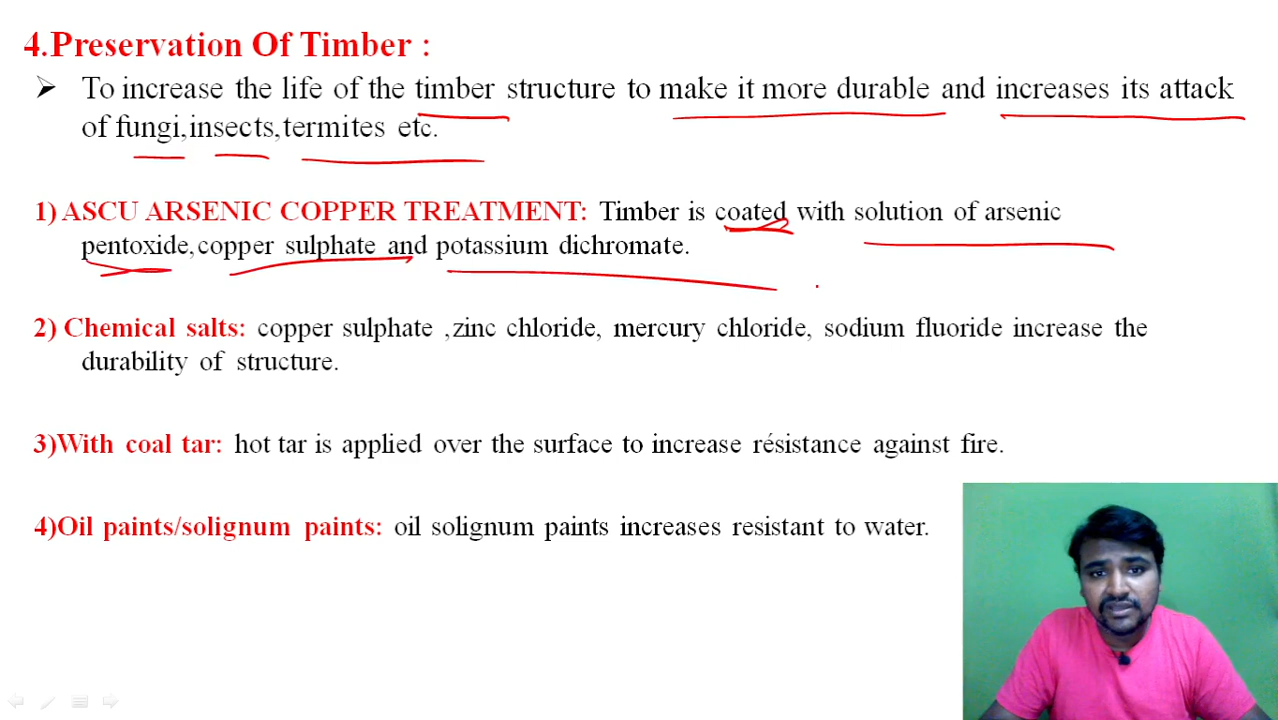 4.Preservation Of Timber :
➢ To increase the life of the timber structure to make it more durable and increases its attack
of fungi,insects,termites etc.
1) ASCU ARSENIC COPPER TREATMENT: Timber is coated with solution of arsenic
pentoxide,copper sulphate and potassium dichromate.
2) Chemical salts: copper sulphate ,zinc chloride, mercury chloride, sodium fluoride increase the
durability of structure.
3)With coal tar: hot tar is applied over the surface to increase résistance against fire.
4)Oil paints/solignum paints: oil solignum paints increases resistant to water.